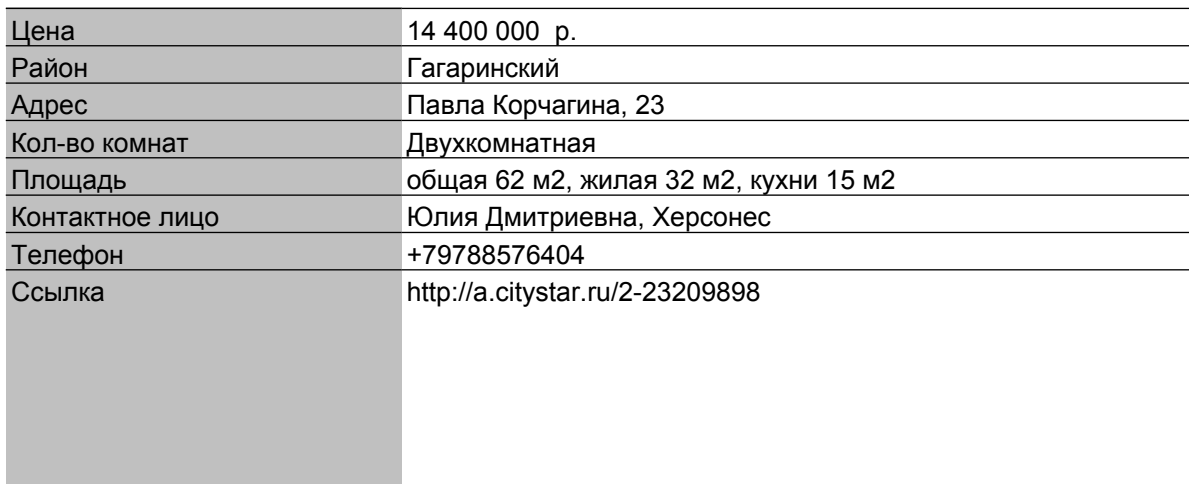 Цена 14 400 000 р.
Район Гагаринский
Адрес Павла Корчагина, 23
Кол-во комнат Двухкомнатная
Площадь общая 62 м2, жилая 32 м2, кухни 15 м2
Контактное лицо Юлия Дмитриевна, Херсонес
Телефон +79788576404
Ссылка http://a.citystar.ru/2-23209898